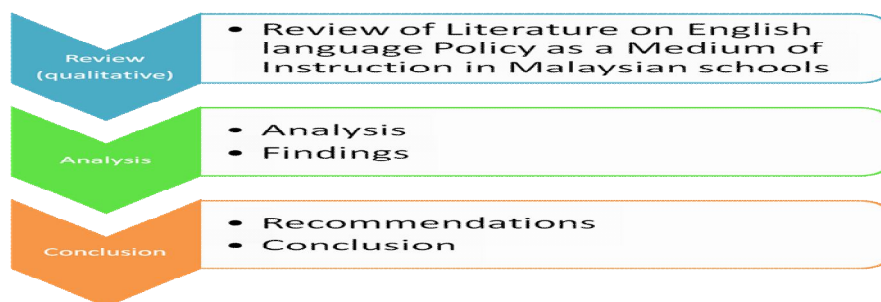 Review
(qualitative)
• Review of Literature on English
language Policy as a Medium of
Instruction in Malaysian schools
Analysis
• Analysis
• Findings
Conclusion
• Recommendations
• Conclusion